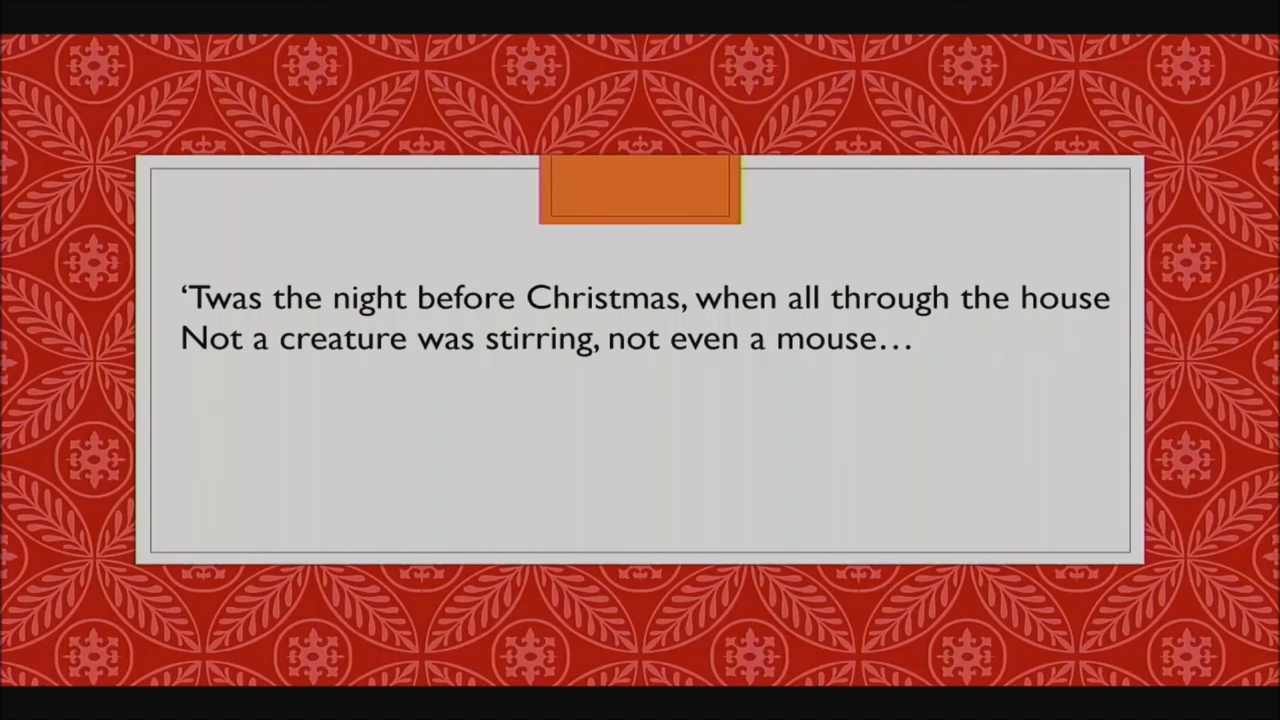 ‘Twas the night before Christmas, when all through the house
Not a creature was stirring, not even a mouse…